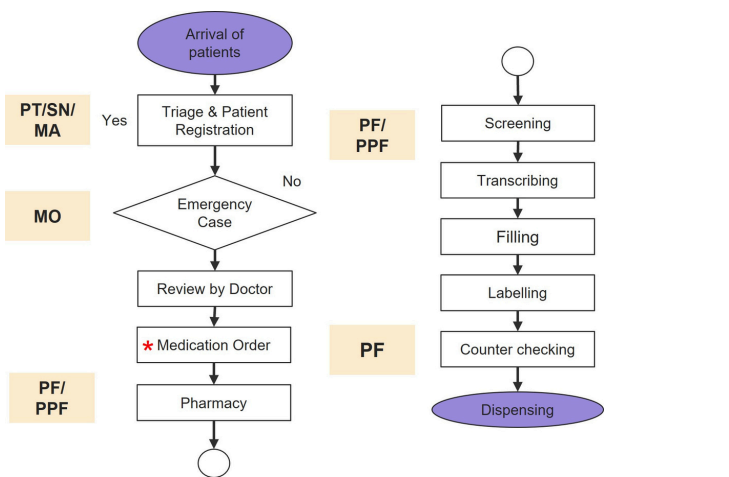 Arrival of
patients
PT/SN/
MA
Yes
Triage & Patient
Registration
No
MO
Emergency
Case
Review by Doctor
* Medication Order
PF/
PPF
Pharmacy
PF/
PPF
Screening
Transcribing
Filling
Labelling
PF
Counter checking
Dispensing